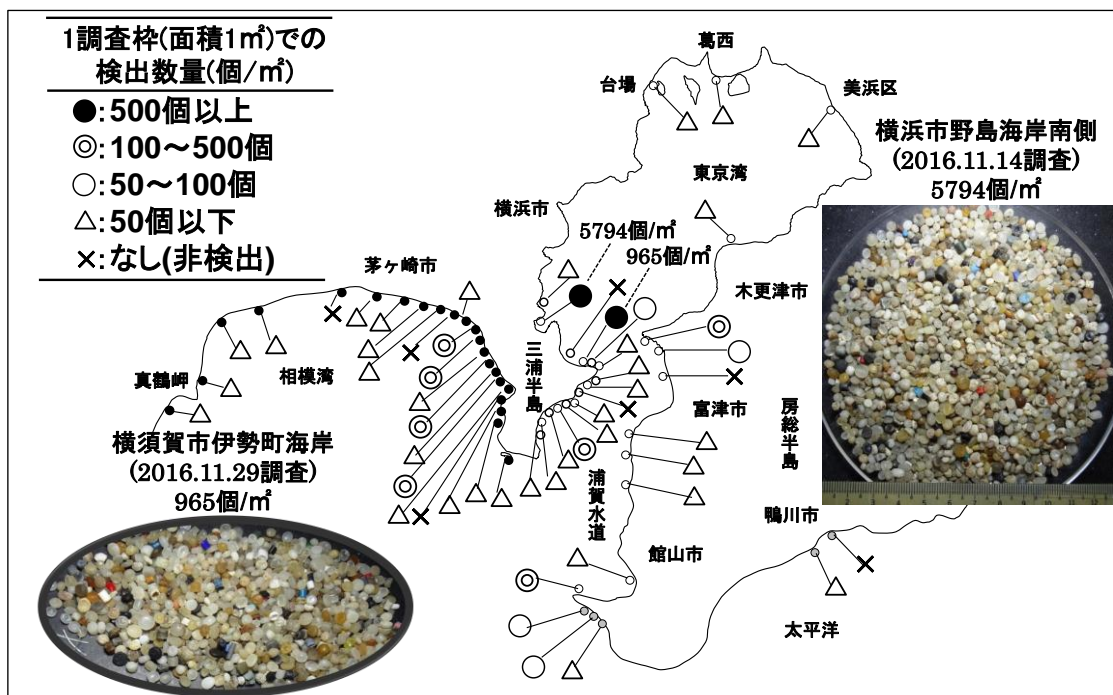 1調査枠(面積1㎡)での
検出数量(個/㎡)
●:500個以上
◎:100～500個
○:50～100個
△:50個以下
×:なし(非検出)
葛西
台場
美浜区
横浜市野島海岸南側
(2016.11.14調査)
5794個/㎡
東京湾
横浜市
5794個/㎡
965個/㎡
茅ヶ崎市
木更津市
三浦半島
相模湾
真鶴岬
富津市
房総半島
横須賀市伊勢町海岸
(2016.11.29調査)
965個/㎡
浦賀水道
鴨川市
館山市
太平洋